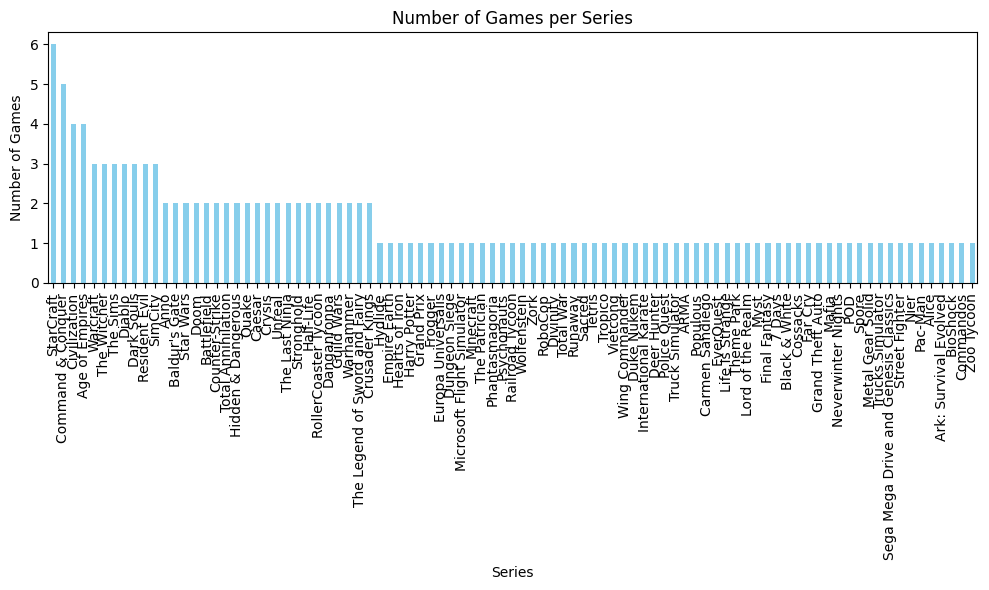 Number of Games per Series
Number of Games
6
5
4
3
2
1
0
StarCraft
Command & Conquer
Civilization
Age of Empires
Warcraft
The Witcher
The Sims
Diablo
Dark Souls
Resident Evil
SimCity
Anno
Baldur's Gate
Star Wars
Doom
Battlefield
Counter-Strike
Total Annihilation
Hidden & Dangerous
Quake
Caesar
Crysis
Unreal
The Last Ninja
Stronghold
Half-Life
RollerCoaster Tycoon
Danganronpa
Guild Wars
Warhammer
The Legend of Sword and Fairy
Crusader Kings
Hydlide
Empire Earth
Hearts of Iron
Harry Potter
Grand Prix
Frogger
Europa Universalis
Dungeon Siege
Microsoft Flight Simulator
Minecraft
The Patrician
Phantasmagoria
Psychonauts
Railroad Tycoon
Wolfenstein
Zork
RoboCop
Divinity
Total War
Runaway
Sacred
Tetris
Tropico
Vietcong
Wing Commander
Duke Nukem
International Karate
Deer Hunter
Police Quest
Truck Simulator
ARMA
Populous
Carmen Sandiego
EverQuest
Life Is Strange
Theme Park
Lord of the Realm
Myst
Final Fantasy
7 Days
Black & White
Cossacks
Far Cry
Grand Theft Auto
Mafia
Neverwinter Nights
POD
Spore
Metal Gear Solid
Trucks Simulator
Sega Mega Drive and Genesis Classics
Street Fighter
Nier
Pac-Man
Alice
Ark: Survival Evolved
BioShock
Commandos
Zoo Tycoon
Series